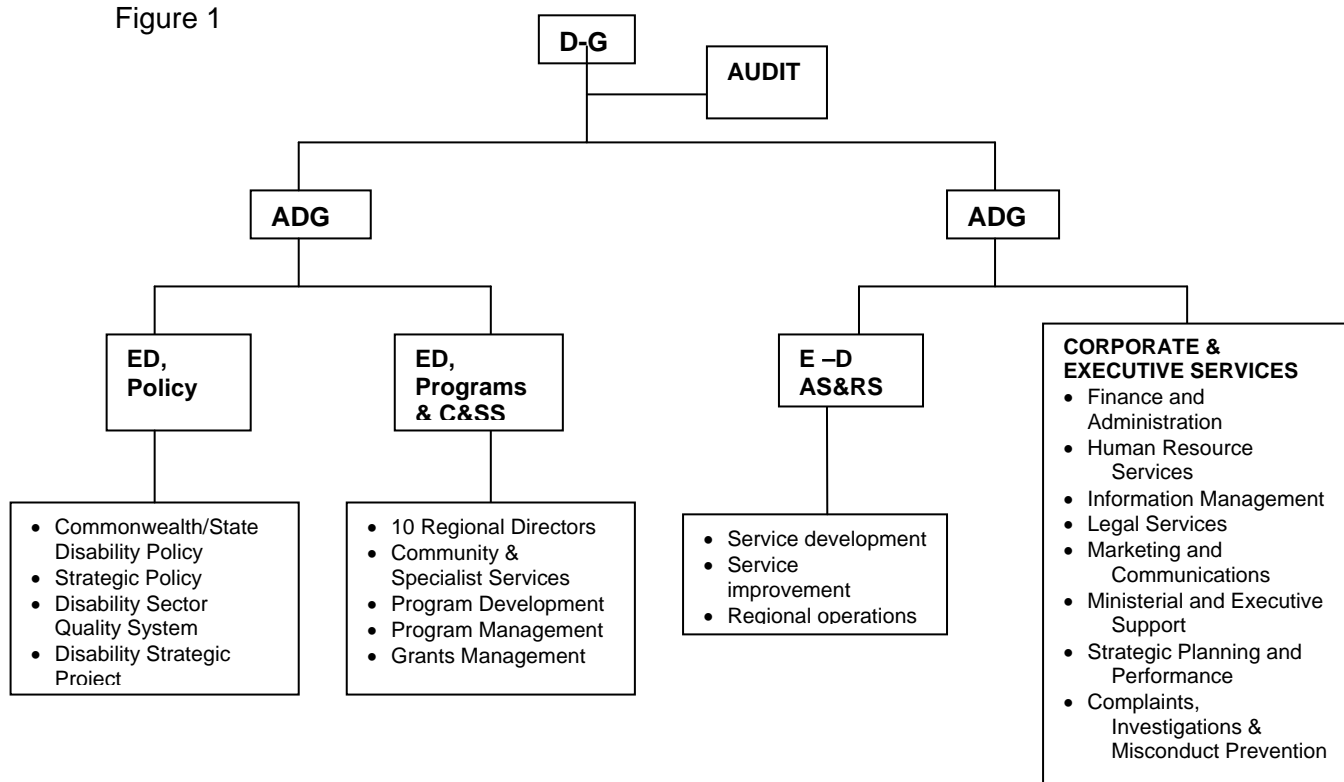 Figure 1
D-G
AUDIT
ADG
ADG
ED,
Policy
ED,
Programs
& C&SS
E –D
AS&RS
CORPORATE &
EXECUTIVE SERVICES
• Finance and
Administration
• Human Resource
Services
• Information Management
• Legal Services
• Marketing and
Communications
• Ministerial and Executive
Support
• Strategic Planning and
Performance
• Complaints,
Investigations &
Misconduct Prevention
• Commonwealth/State
Disability Policy
• Strategic Policy
• Disability Sector
Quality System
• Disability Strategic
Project
• 10 Regional Directors
• Community &
Specialist Services
• Program Development
• Program Management
• Grants Management
• Service development
• Service
improvement
• Regional operations